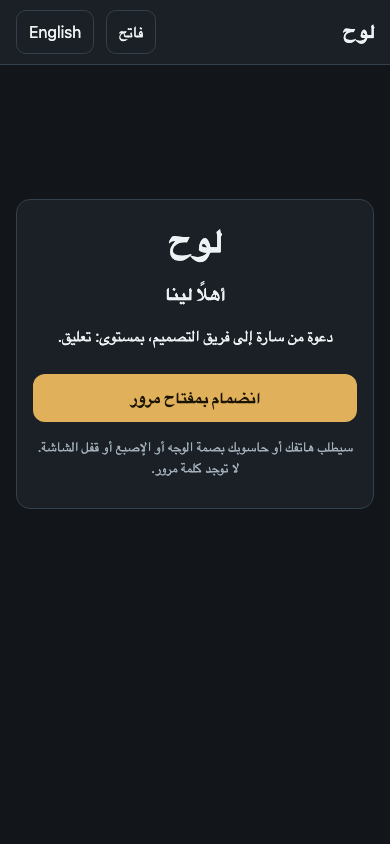 لوح
فاتح
English
لوح
أهلًا لينا
دعوة من سارة إلى فريق التصميم، بمستوى: تعليق.
انضمام بمفتاح مرور
سيطلب هاتفك أو حاسوبك بصمة الوجه أو الإصبع أو قفل الشاشة.
لا توجد كلمة مرور.